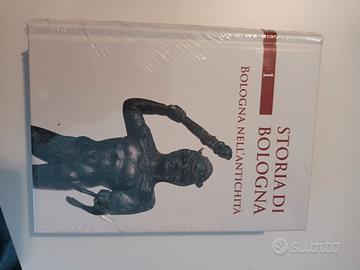 1
STORIA DI
BOLOGNA
BOLOGNA NELL'ANTICHITÀ
subito